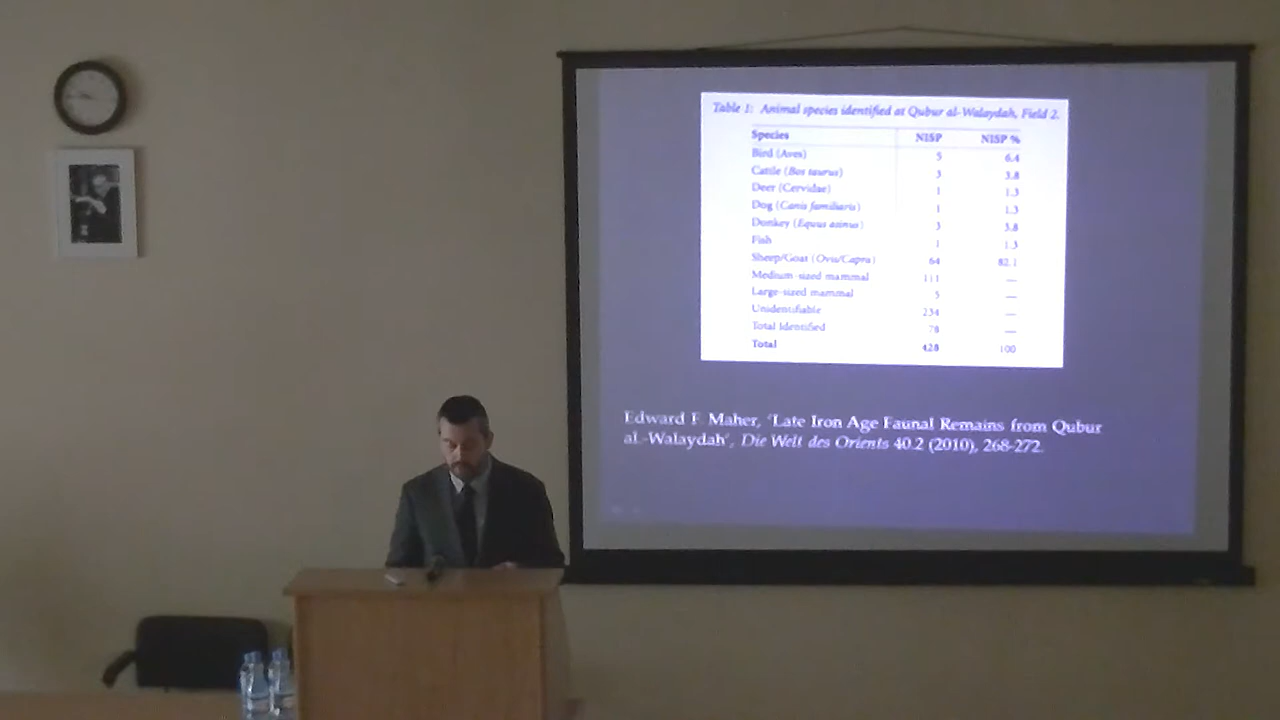 Table 1: Animal species identified at Qubur al-Walaydah, Field 2.
Species NISP NISP %
Bird (Aves) 5 6.4
Cattle (Bos taurus) 3 3.8
Deer (Cervidae) 1 1.3
Dog (Canis familiaris) 1 1.3
Donkey (Equus asinus) 3 3.8
Fish 1 1.3
Sheep/Goat (Ovis/Capra) 64 82.1
Medium-sized mammal 111 —
Large-sized mammal 5 —
Unidentifiable 234 —
Total Identified 78 —
Total 428 100
Edward F. Maher, 'Late Iron Age Faunal Remains from Qubur
al-Walaydah', Die Welt des Orients 40.2 (2010), 268-272.